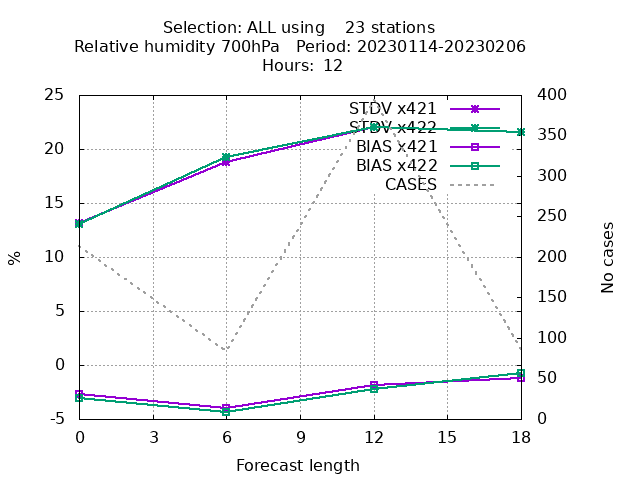 Selection: ALL using    23 stations
Relative humidity 700hPa   Period: 20230114-20230206
Hours:  12
25
20
15
10
5
0
-5
%
STDV x421
STDV x422
BIAS x421
BIAS x422
CASES
400
350
300
250
200
150
100
50
0
No cases
0 3 6 9 12 15 18
Forecast length